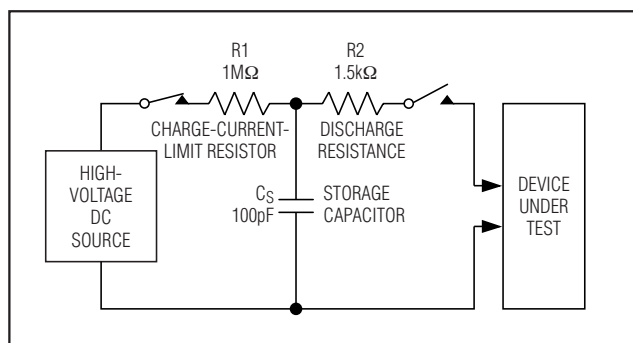 R1
1MΩ
R2
1.5kΩ
CHARGE-CURRENT-
LIMIT RESISTOR
DISCHARGE
RESISTANCE
HIGH-
VOLTAGE
DC
SOURCE
CS
100pF
STORAGE
CAPACITOR
DEVICE
UNDER
TEST